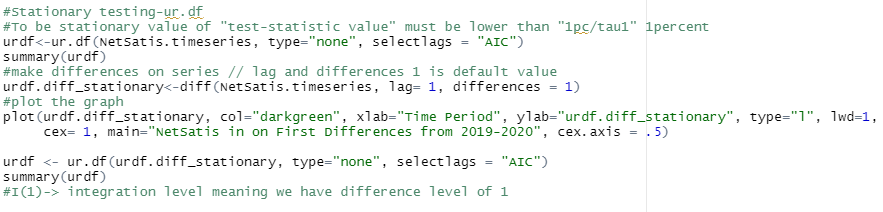 #Stationary testing-ur.df
#To be stationary value of "test-statistic value" must be lower than "1pc/tau1" 1percent
urdf<-ur.df(NetSatis.timeseries, type="none", selectlags = "AIC")
summary(urdf)
#make differences on series // lag and differences 1 is default value
urdf.diff_stationary<-diff(NetSatis.timeseries, lag= 1, differences = 1)
#plot the graph
plot(urdf.diff_stationary, col="darkgreen", xlab="Time Period", ylab="urdf.diff_stationary", type="l", lwd=1,
cex= 1, main="NetSatis in on First Differences from 2019-2020", cex.axis = .5)
urdf <- ur.df(urdf.diff_stationary, type="none", selectlags = "AIC")
summary(urdf)
#I(1)-> integration level meaning we have difference level of 1